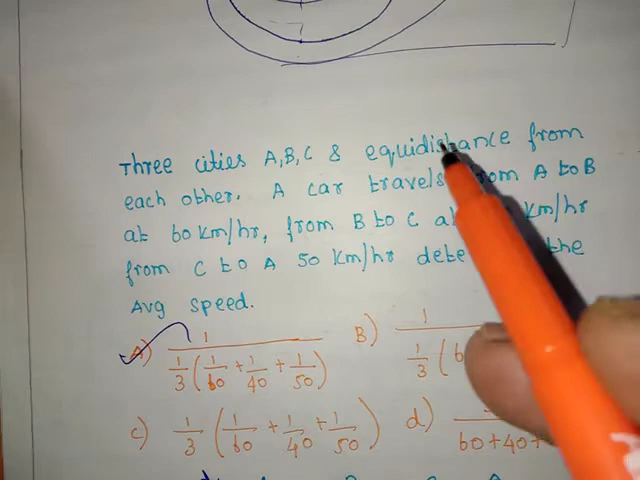 Three cities A,B,C & equidistance from
each other. A car travels from A to B
at 60 km/hr, from B to C at km/hr
from C to A 50 km/hr the
Avg speed.
A) 1 / 1/3 (1/60 + 1/40 + 1/50)
B) 1 / 1/3 (
C) 1/3 (1/60 + 1/40 + 1/50)
d) 60+40+